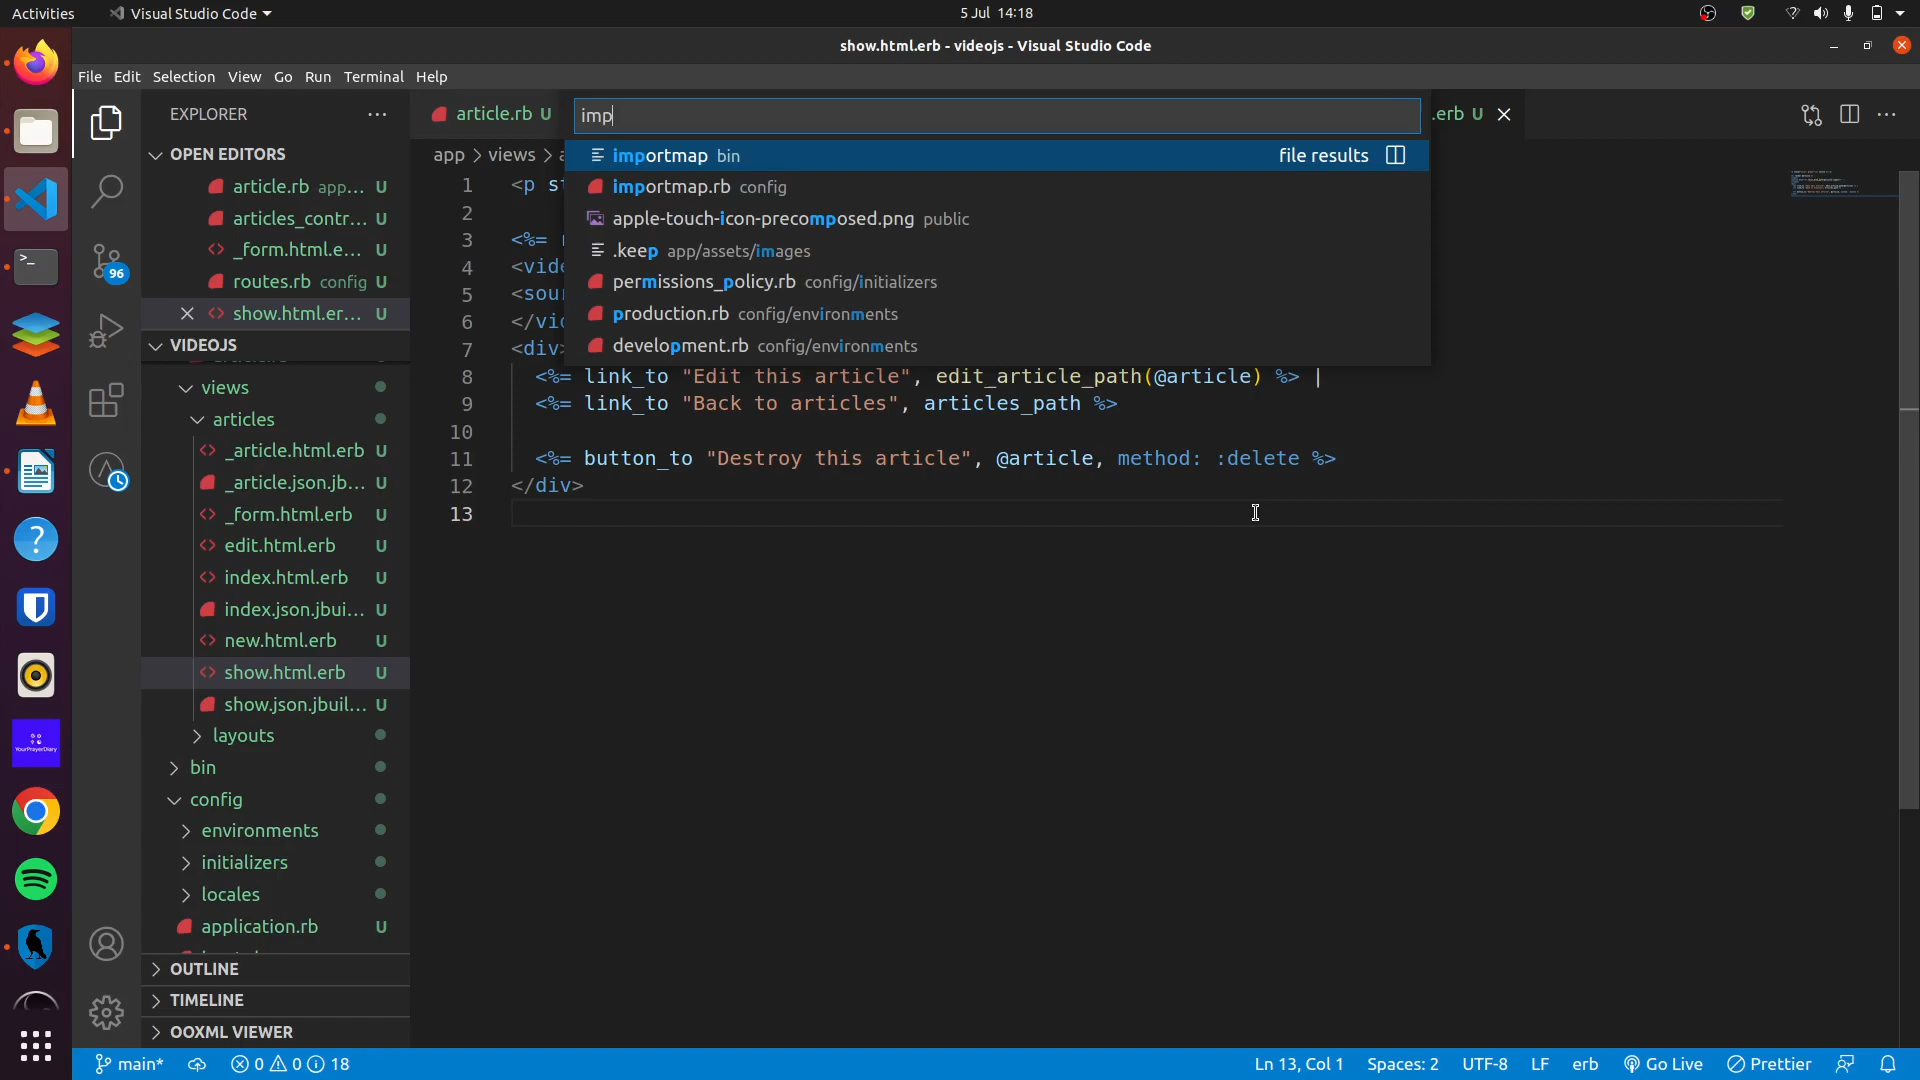 Activities
Visual Studio Code
5 Jul 14:18
show.html.erb - videojs - Visual Studio Code
File Edit Selection View Go Run Terminal Help
EXPLORER
OPEN EDITORS
article.rb app... U
articles_contr... U
_form.html.e... U
routes.rb config U
show.html.er... U
VIDEOJS
views
articles
_article.html.erb U
_article.json.jb... U
_form.html.erb U
edit.html.erb U
index.html.erb U
index.json.jbui... U
new.html.erb U
show.html.erb U
show.json.jbuil... U
layouts
bin
config
environments
initializers
locales
application.rb U
OUTLINE
TIMELINE
OOXML VIEWER
96
YourPrayerDiary
article.rb U
.erb U
app > views > a
imp
importmap bin file results
importmap.rb config
apple-touch-icon-precomposed.png public
.keep app/assets/images
permissions_policy.rb config/initializers
production.rb config/environments
development.rb config/environments
1 <p st
2
3 <%= r
4 <vide
5 <sour
6 </vid
7 <div>
8 <%= link_to "Edit this article", edit_article_path(@article) %> |
9 <%= link_to "Back to articles", articles_path %>
10
11 <%= button_to "Destroy this article", @article, method: :delete %>
12 </div>
13
main* 0 0 18
Ln 13, Col 1 Spaces: 2 UTF-8 LF erb Go Live Prettier